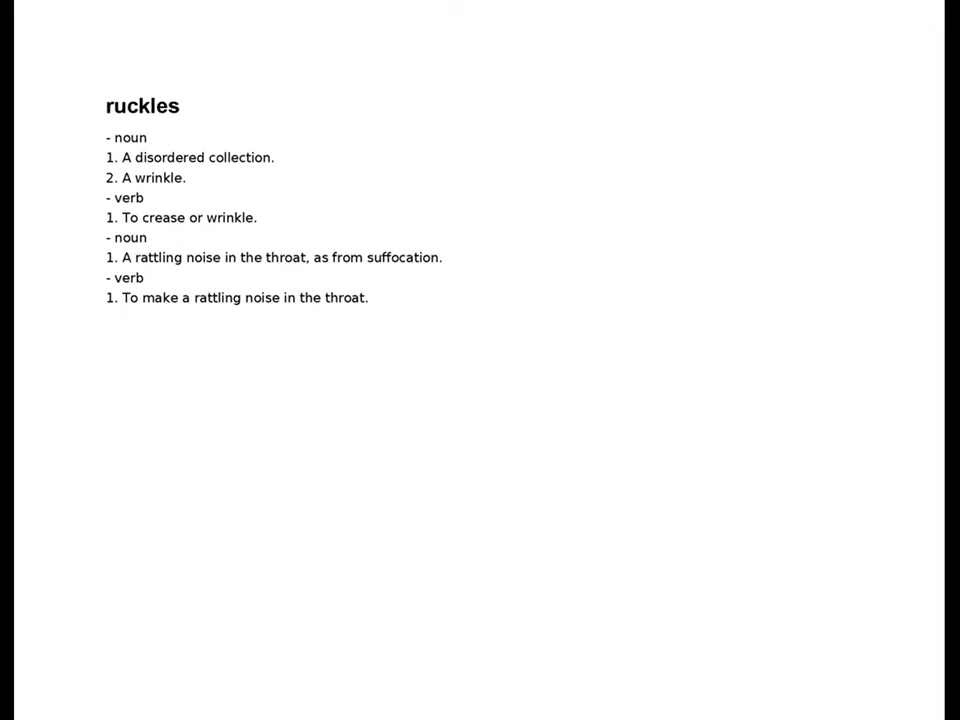 ruckles
- noun
1. A disordered collection.
2. A wrinkle.
- verb
1. To crease or wrinkle.
- noun
1. A rattling noise in the throat, as from suffocation.
- verb
1. To make a rattling noise in the throat.